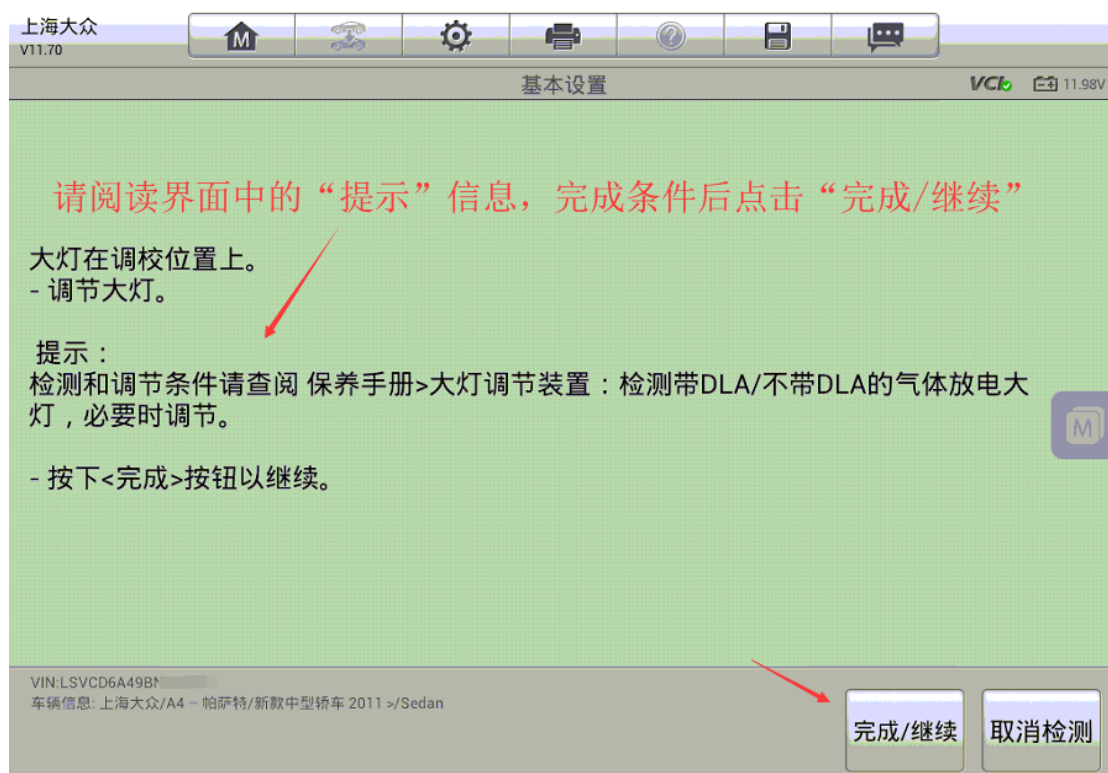 上海大众
V11.70
M
基本设置
VCI
11.98V
请阅读界面中的“提示”信息，完成条件后点击“完成/继续”
大灯在调校位置上。
- 调节大灯。
提示：
检测和调节条件请查阅 保养手册>大灯调节装置：检测带DLA/不带DLA的气体放电大
灯，必要时调节。
M
- 按下<完成>按钮以继续。
VIN:LSVCD6A49BN
车辆信息: 上海大众/A4 – 帕萨特/新款中型轿车 2011 >/Sedan
完成/继续
取消检测